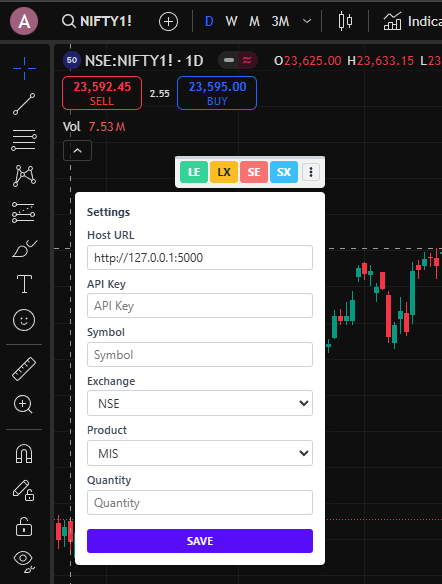 A NIFTY1! D W M 3M Indica
50 NSE:NIFTY1! · 1D O23,625.00 H23,633.15 L23
23,592.45 SELL 2.55 23,595.00 BUY
Vol 7.53M
LE LX SE SX
Settings
Host URL
http://127.0.0.1:5000
API Key
API Key
Symbol
Symbol
Exchange
NSE
Product
MIS
Quantity
Quantity
SAVE
T